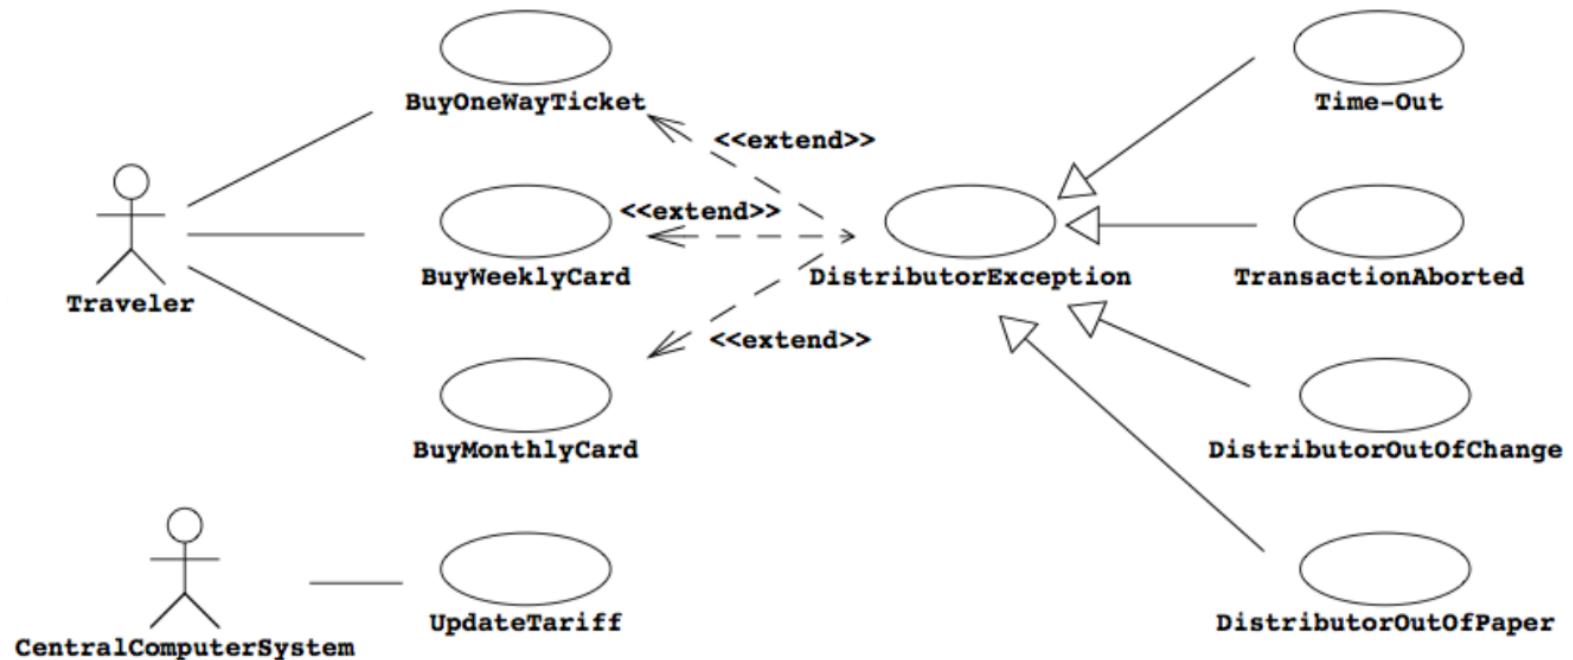 BuyOneWayTicket
Time-Out
<<extend>>
<<extend>>
BuyWeeklyCard
DistributorException
TransactionAborted
Traveler
<<extend>>
BuyMonthlyCard
DistributorOutOfChange
UpdateTariff
DistributorOutOfPaper
CentralComputerSystem